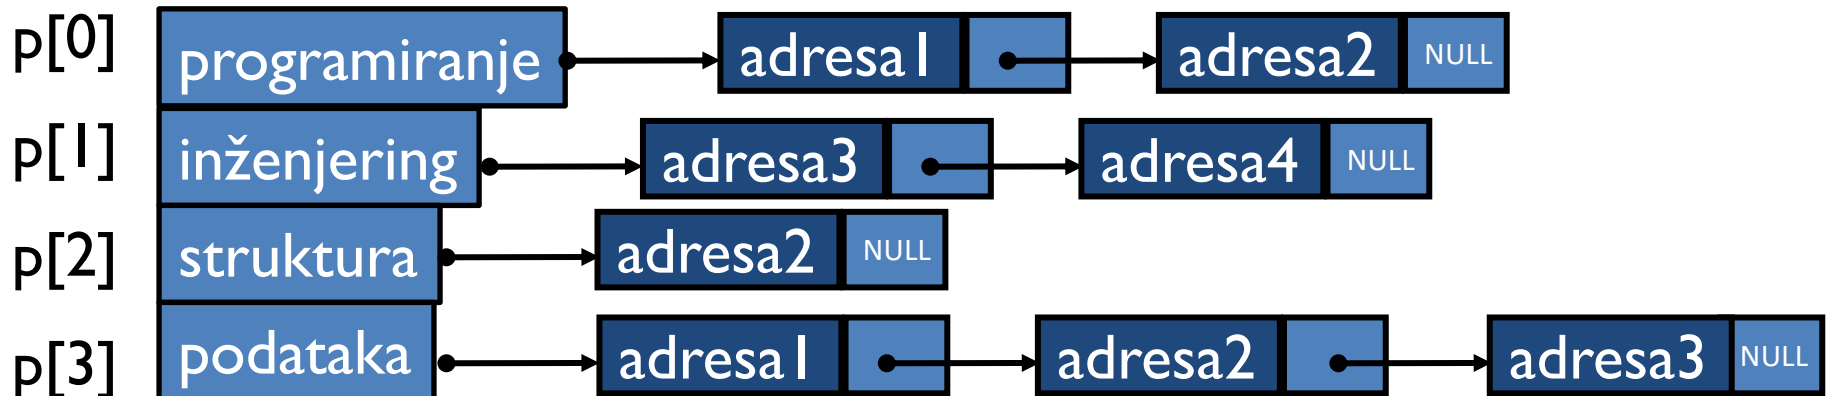 p[0] programiranje adresa1 adresa2 NULL
p[1] inženjering adresa3 adresa4 NULL
p[2] struktura adresa2 NULL
p[3] podataka adresa1 adresa2 adresa3 NULL